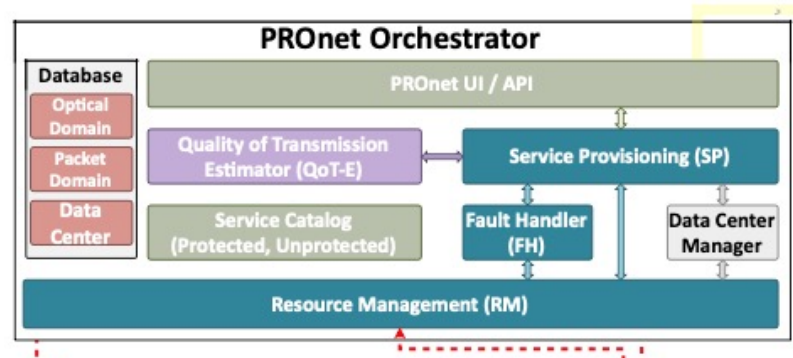 PROnet Orchestrator
Database
Optical
Domain
Packet
Domain
Data
Center
PROnet UI / API
Quality of Transmission
Estimator (QoT-E)
Service Provisioning (SP)
Service Catalog
(Protected, Unprotected)
Fault Handler
(FH)
Data Center
Manager
Resource Management (RM)